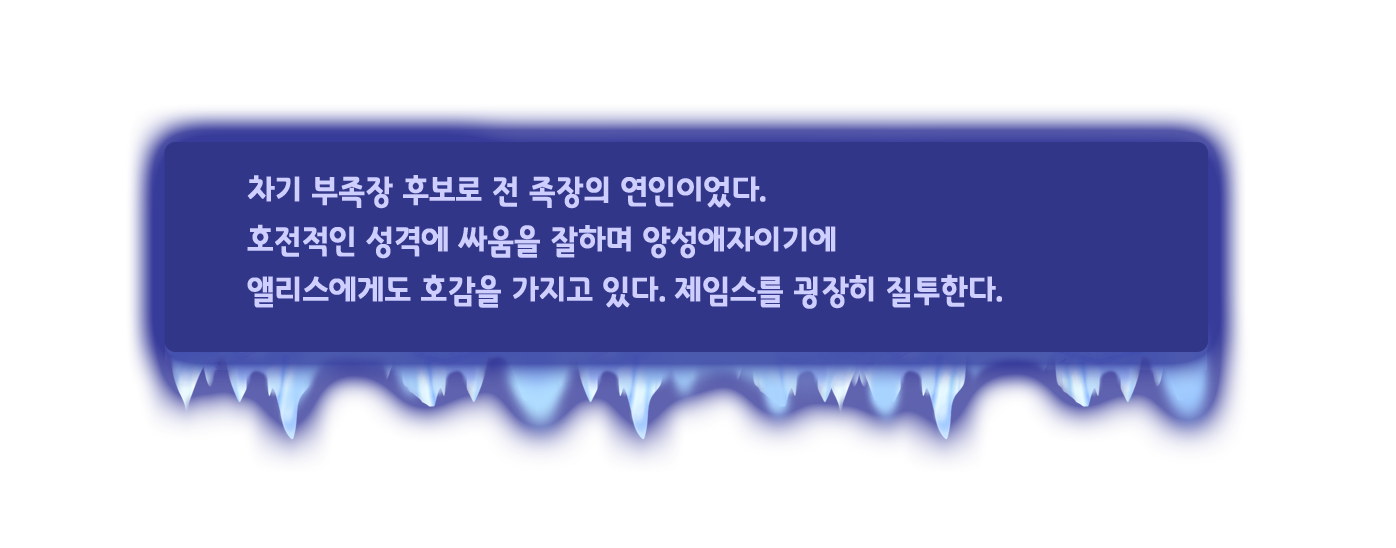 차기 부족장 후보로 전 족장의 연인이었다.
호전적인 성격에 싸움을 잘하며 양성애자이기에
앨리스에게도 호감을 가지고 있다. 제임스를 굉장히 질투한다.